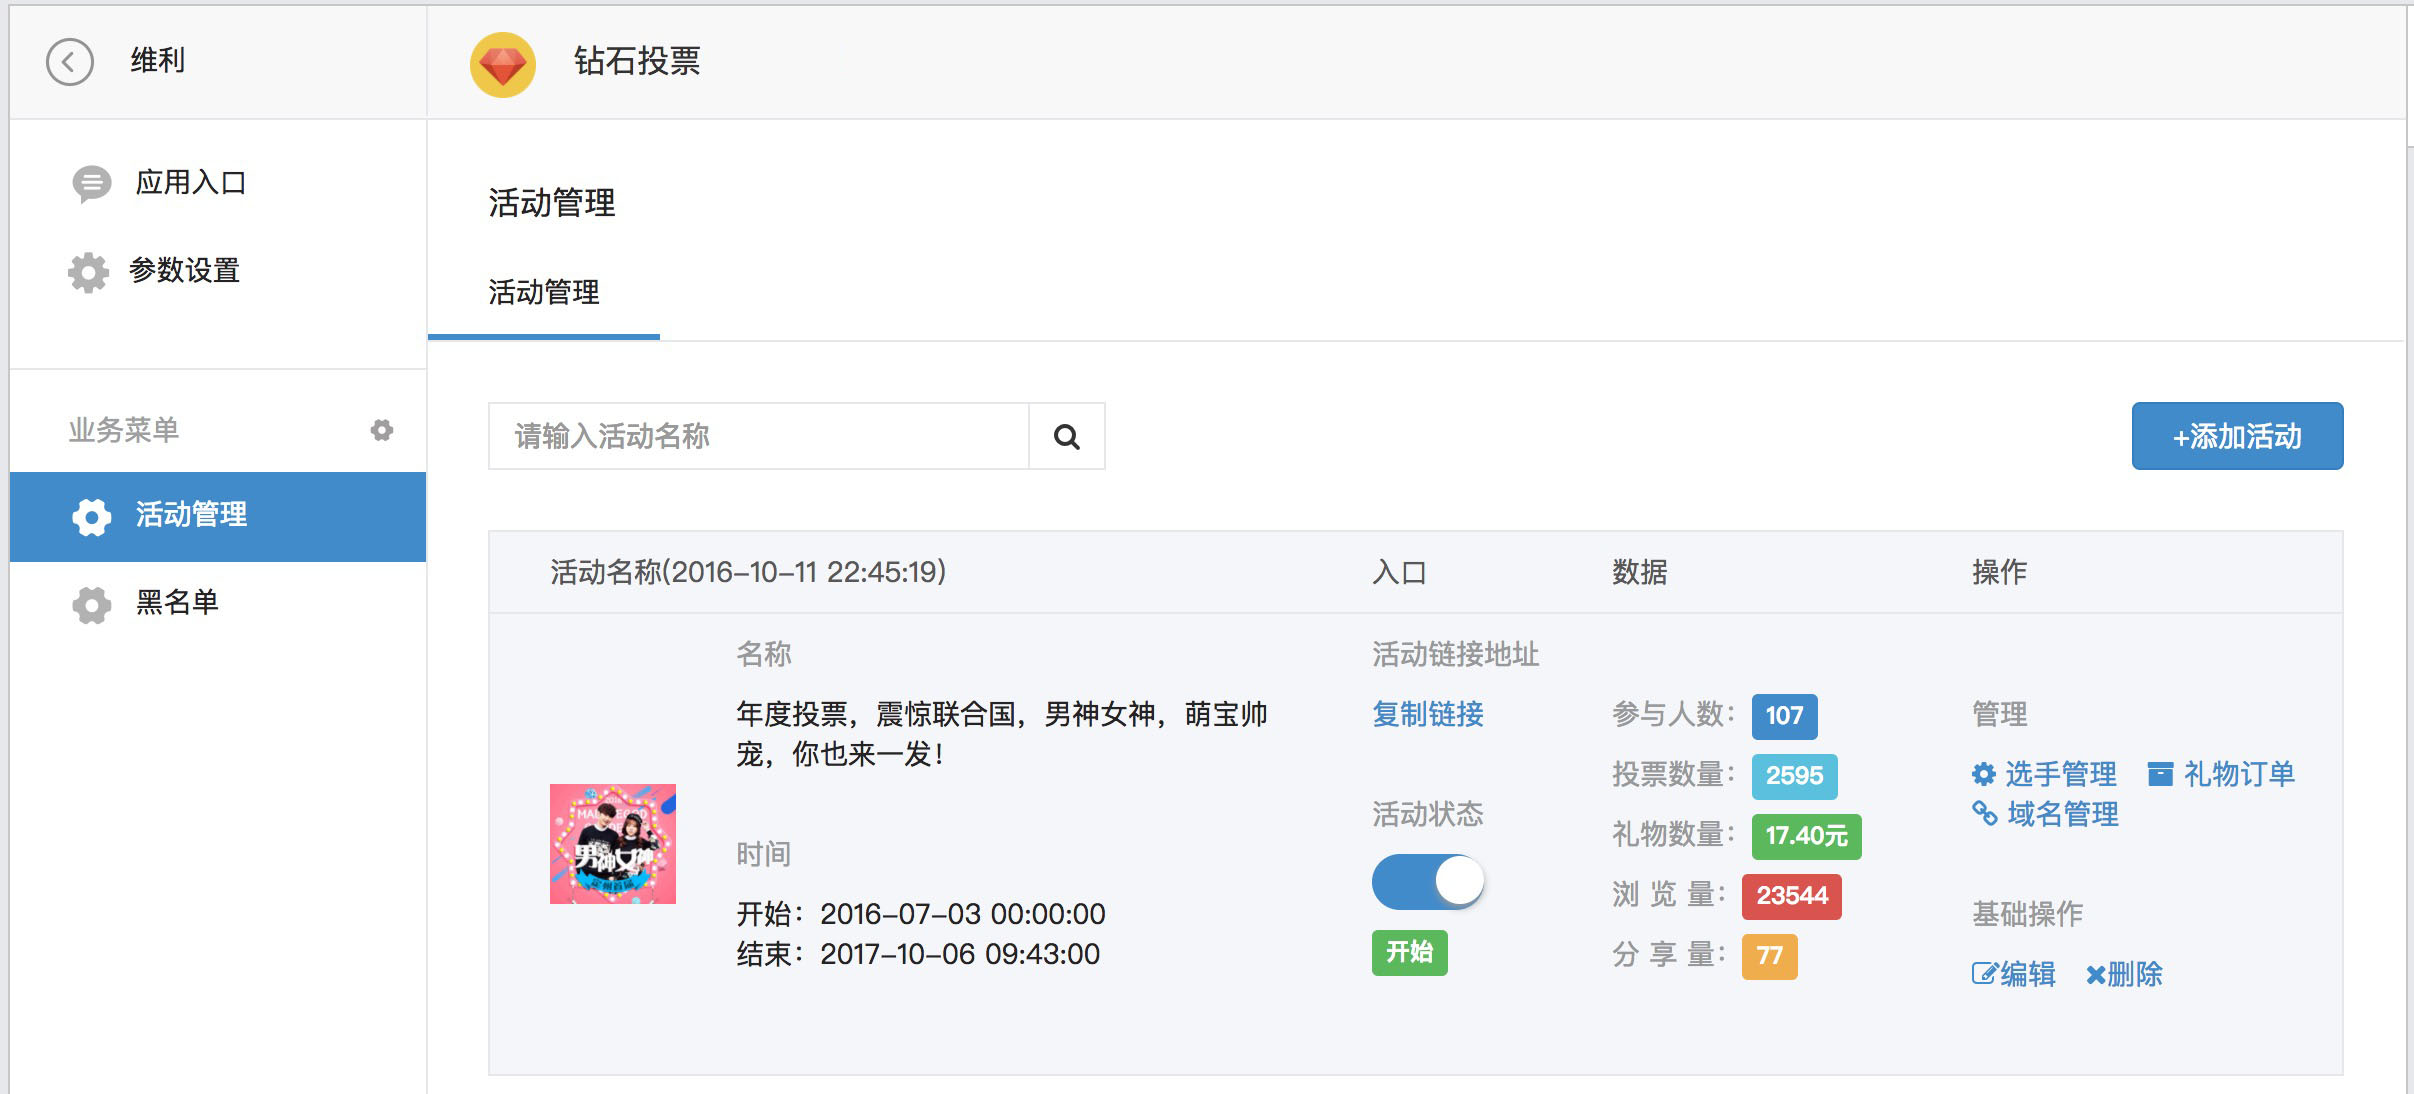 维利
钻石投票
应用入口
参数设置
业务菜单
活动管理
黑名单
活动管理
活动管理
请输入活动名称
+添加活动
活动名称(2016-10-11 22:45:19)
入口
数据
操作
名称
年度投票，震惊联合国，男神女神，萌宝帅
宠，你也来一发！
时间
开始：2016-07-03 00:00:00
结束：2017-10-06 09:43:00
男神女神
活动链接地址
复制链接
活动状态
开始
参与人数：107
投票数量：2595
礼物数量：17.40元
浏 览 量：23544
分 享 量：77
管理
选手管理 礼物订单
域名管理
基础操作
编辑 删除